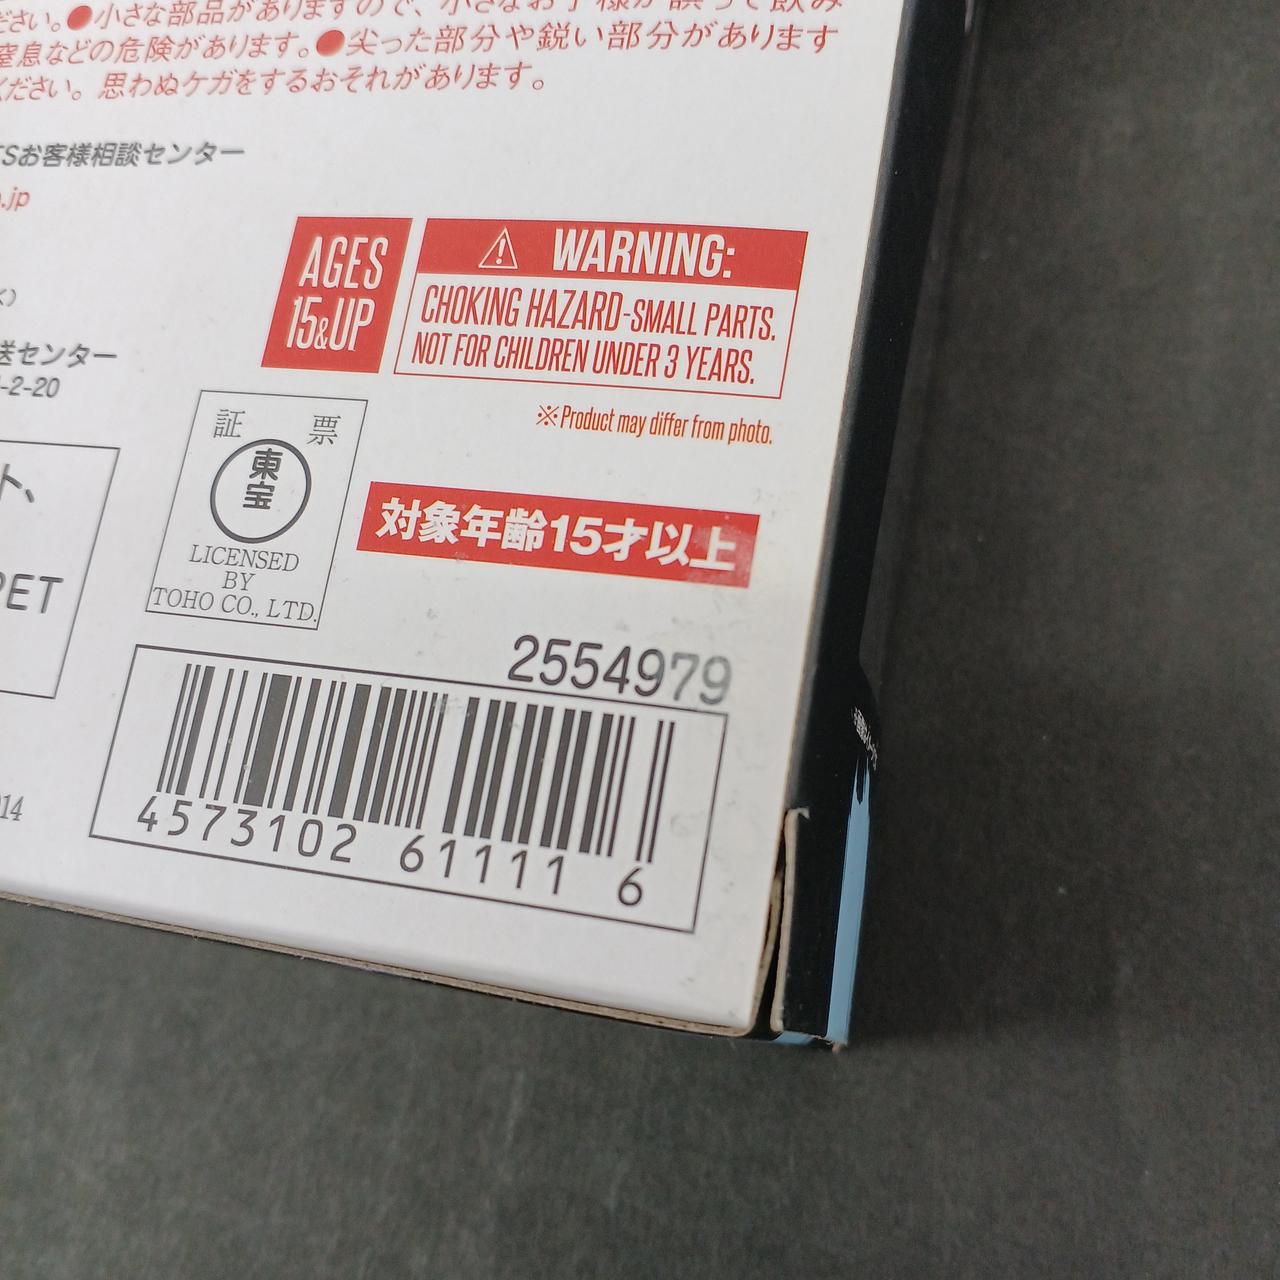 ださい。●小さな部品がありますので、小さなお子様が誤って飲み
窒息などの危険があります。●尖った部分や鋭い部分があります
ください。思わぬケガをするおそれがあります。
TSお客様相談センター
.jp
く)
送センター
-2-20
AGES
15&UP
WARNING:
CHOKING HAZARD-SMALL PARTS.
NOT FOR CHILDREN UNDER 3 YEARS.
※Product may differ from photo.
証 票
東宝
LICENSED
BY
TOHO CO., LTD.
ト、
PET
対象年齢15才以上
2554979
14
4573102 61111 6